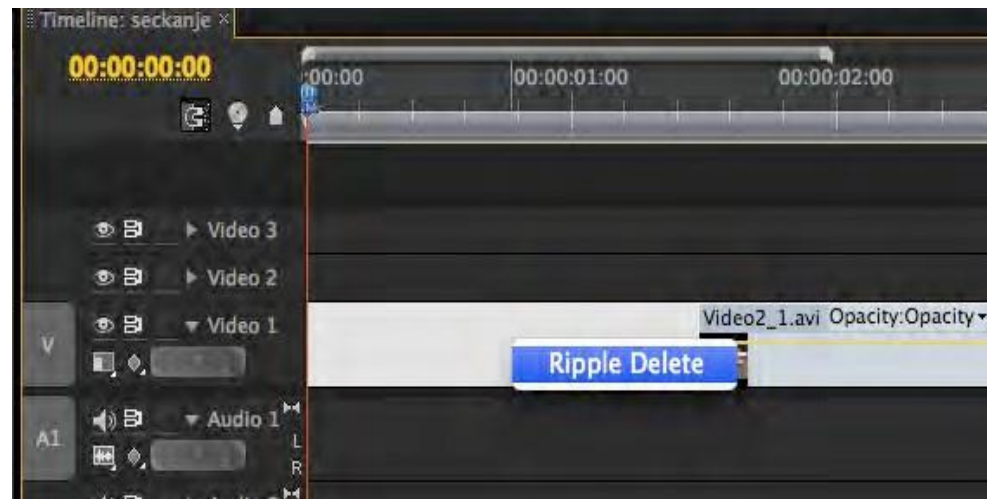 Timeline: seckanje ×
00:00:00:00
:00:00 00:00:01:00 00:00:02:00
Video 3
Video 2
V Video 1
Video2_1.avi Opacity:Opacity
Ripple Delete
A1 Audio 1
L
R